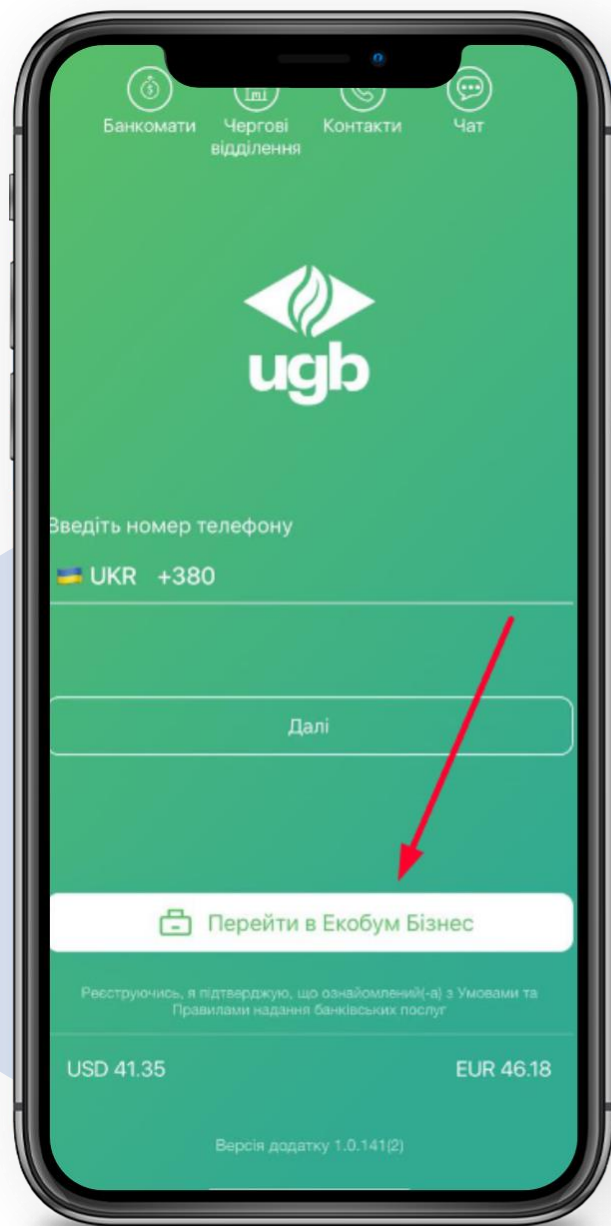 Банкомати
Чергові
відділення
Контакти
Чат
ugb
Введіть номер телефону
UKR +380
Далі
Перейти в Екобум Бізнес
Реєструючись, я підтверджую, що ознайомлений(-а) з Умовами та
Правилами надання банківських послуг
USD 41.35
EUR 46.18
Версія додатку 1.0.141(2)